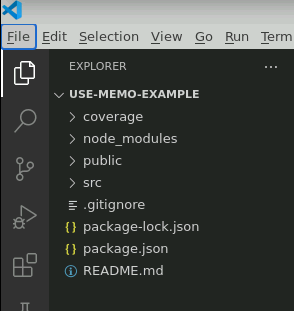 File Edit Selection View Go Run Term
EXPLORER ...
USE-MEMO-EXAMPLE
coverage
node_modules
public
src
.gitignore
{} package-lock.json
{} package.json
README.md